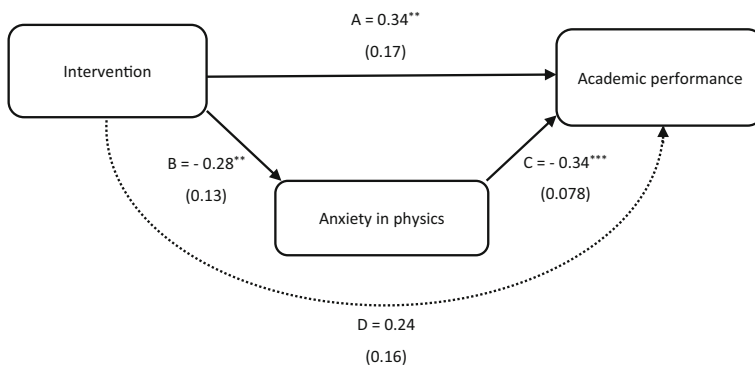 A = 0.34**
(0.17)
Intervention
Academic performance
B = - 0.28**
(0.13)
C = - 0.34***
(0.078)
Anxiety in physics
D = 0.24
(0.16)